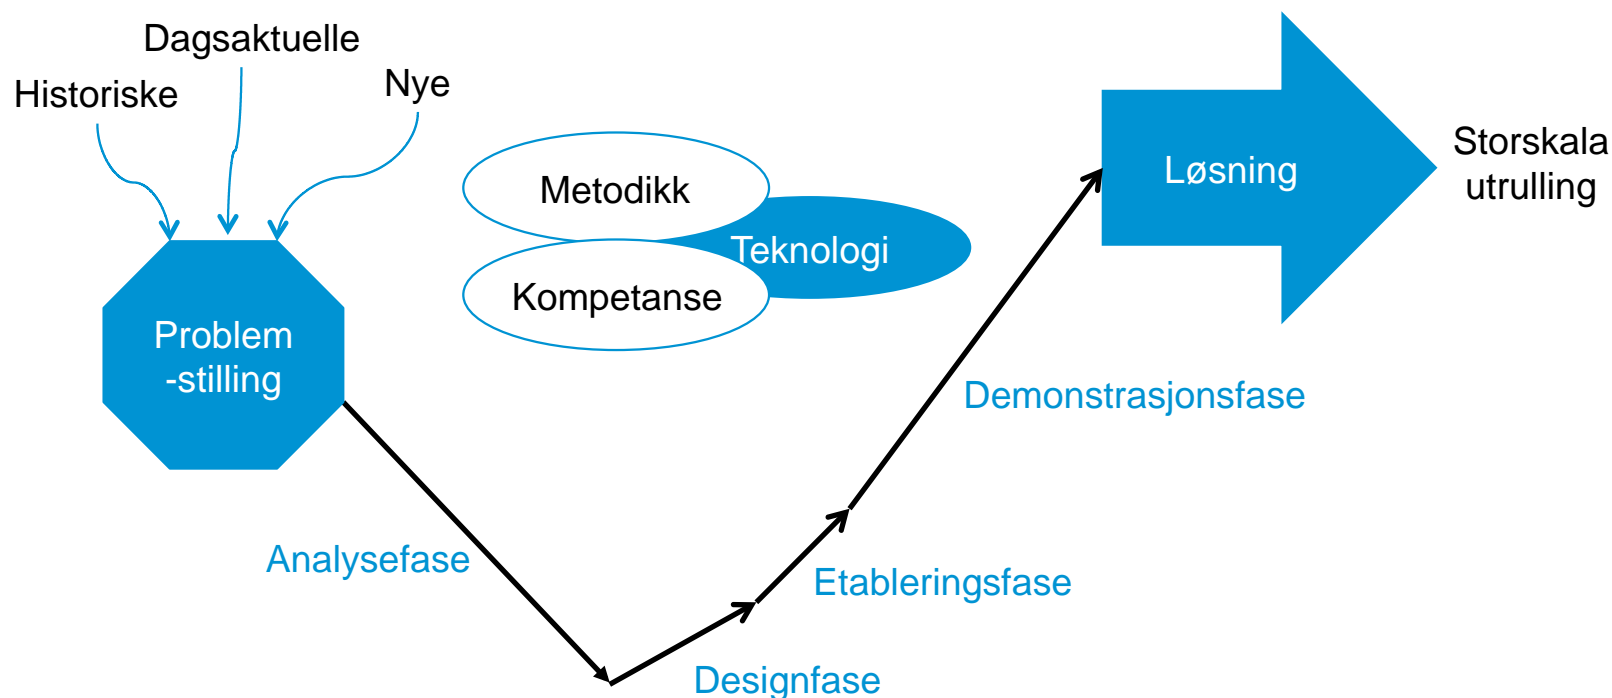 Dagsaktuelle
Historiske
Nye
Metodikk
Teknologi
Kompetanse
Løsning
Storskala
utrulling
Problem
-stilling
Demonstrasjonsfase
Analysefase
Etableringsfase
Designfase